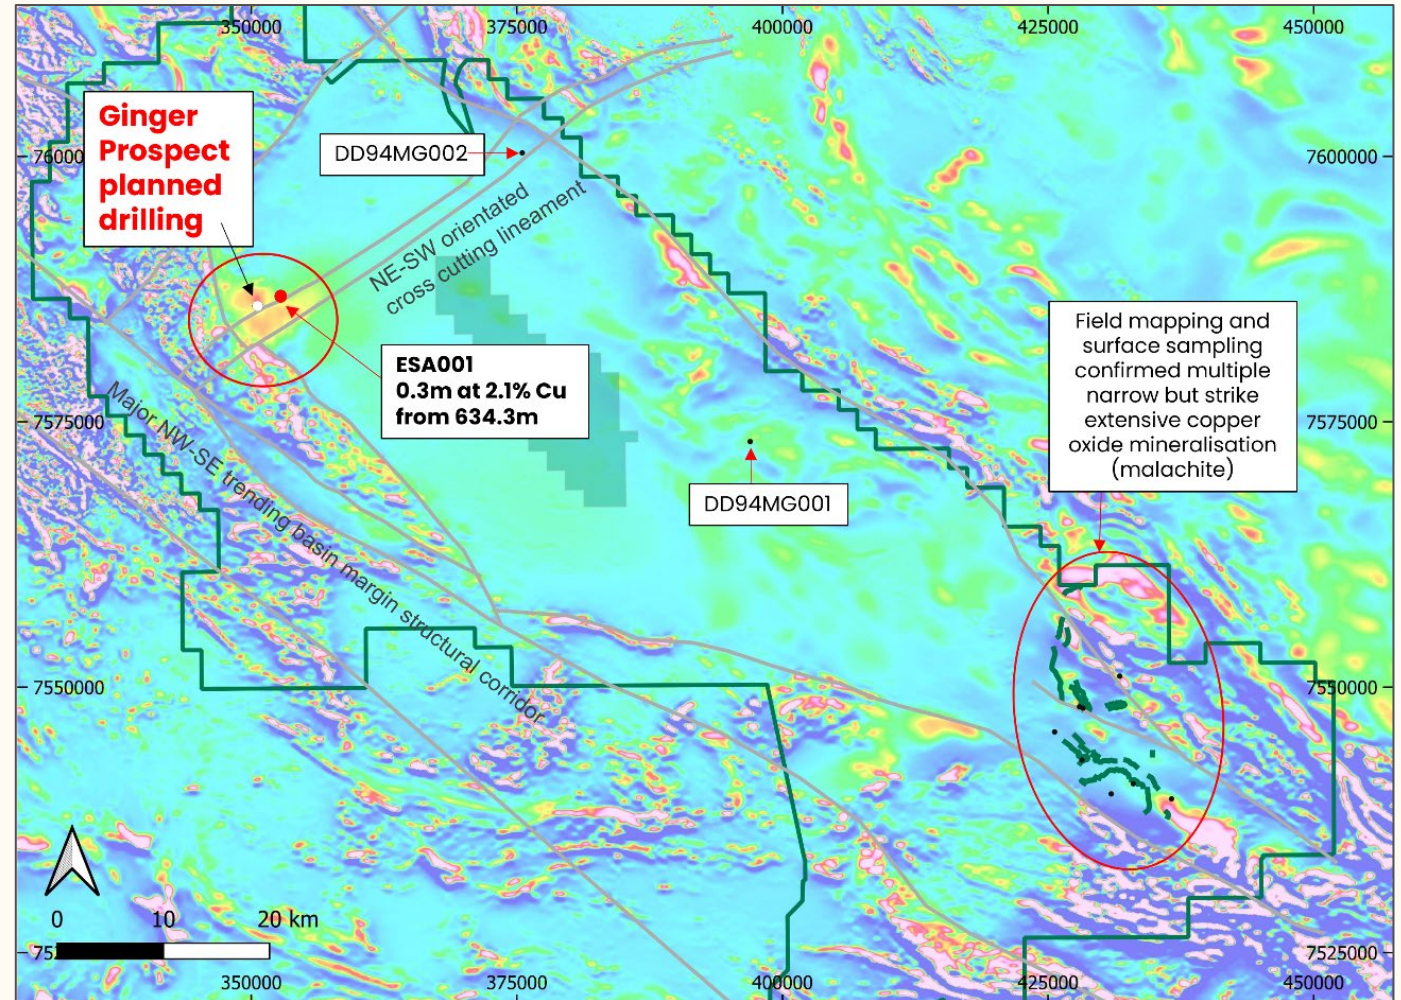 350000
375000
400000
425000
450000
Ginger
Prospect
planned
drilling
DD94MG002
76000
7600000
NE-SW orientated
cross cutting lineament
Field mapping and
surface sampling
confirmed multiple
narrow but strike
extensive copper
oxide mineralisation
(malachite)
ESA001
0.3m at 2.1% Cu
from 634.3m
Major NW-SE trending basin margin structural corridor
7575000
7575000
DD94MG001
7550000
7550000
0
10
20 km
752
7525000
350000
375000
400000
425000
450000